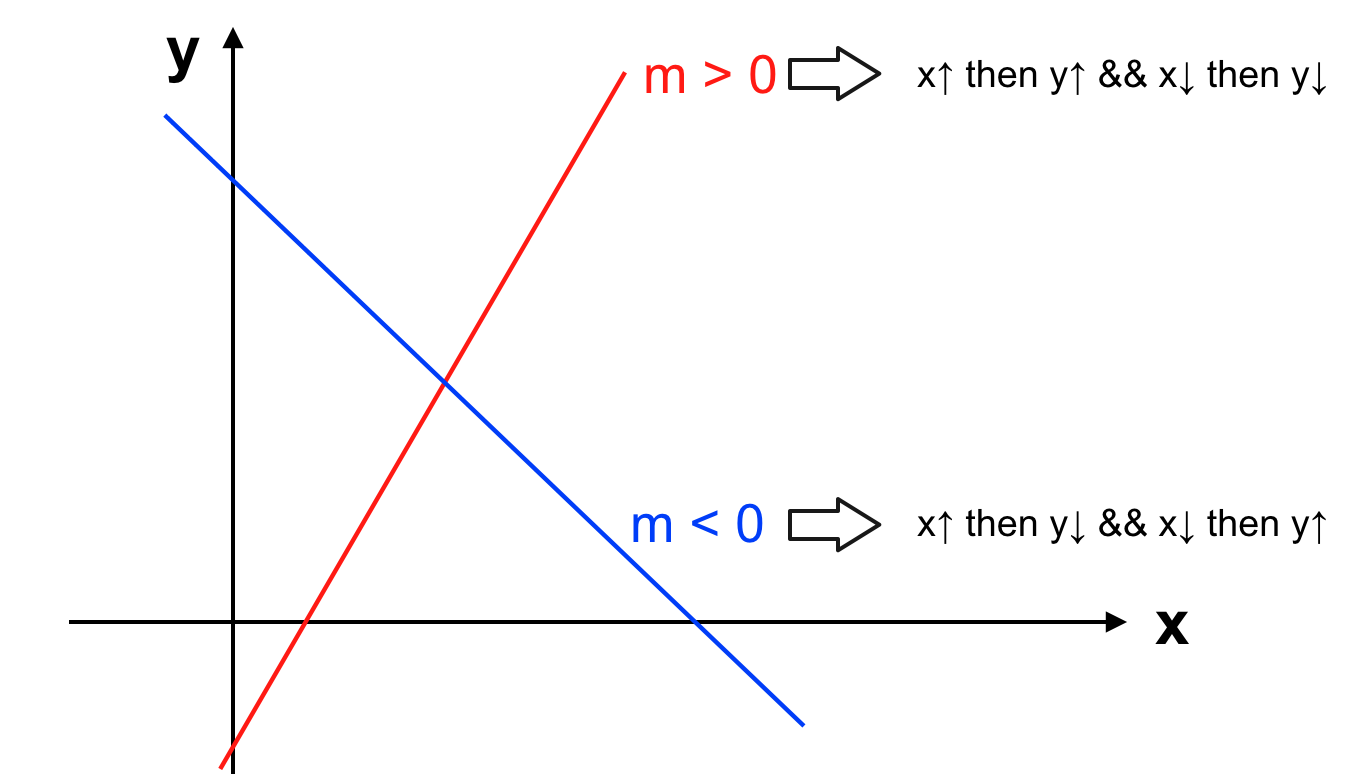 y
m > 0
x↑ then y↑ && x↓ then y↓
m < 0
x↑ then y↓ && x↓ then y↑
x